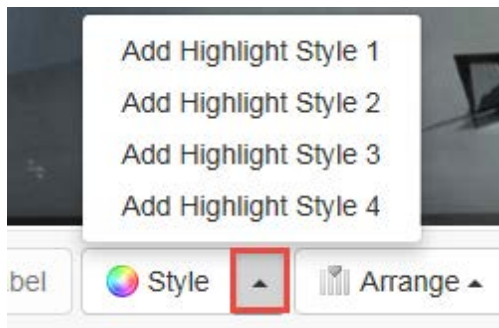 Add Highlight Style 1
Add Highlight Style 2
Add Highlight Style 3
Add Highlight Style 4
bel Style Arrange